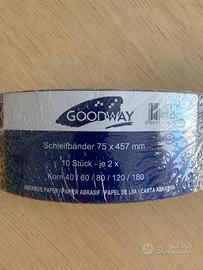 GOODWAY
Schleifbänder 75 x 457 mm
10 Stück - je 2 x
Korn 40 / 60 / 80 / 120 / 180
ABRASIVE PAPER / PAPIER ABRASIF / PAPEL DE LIJA / CARTA ABRASIVA
subito